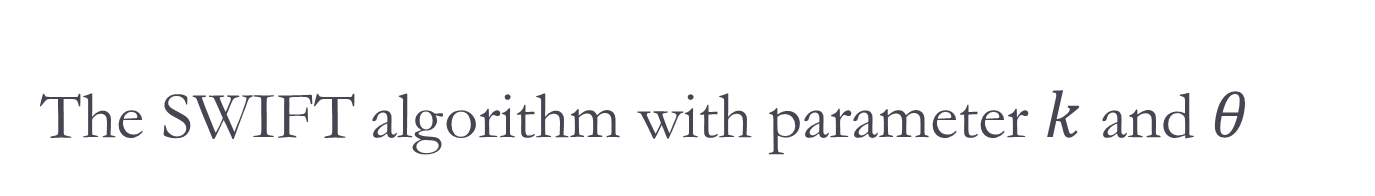 The SWIFT algorithm with parameter k and θ